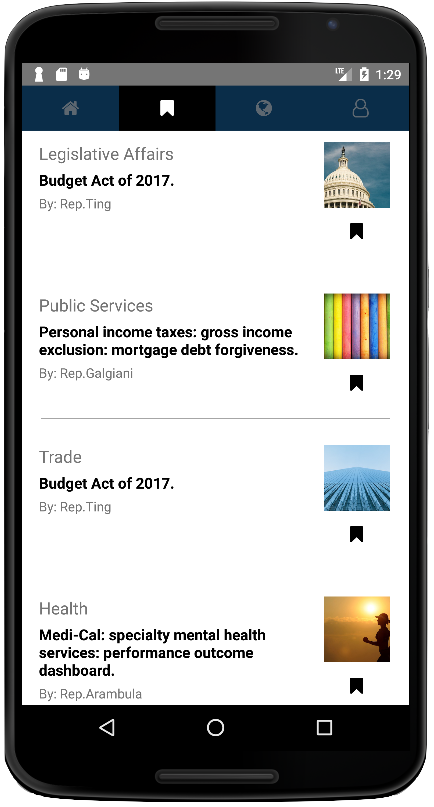 LTE 1:29
Legislative Affairs
Budget Act of 2017.
By: Rep.Ting
Public Services
Personal income taxes: gross income
exclusion: mortgage debt forgiveness.
By: Rep.Galgiani
Trade
Budget Act of 2017.
By: Rep.Ting
Health
Medi-Cal: specialty mental health
services: performance outcome
dashboard.
By: Rep.Arambula